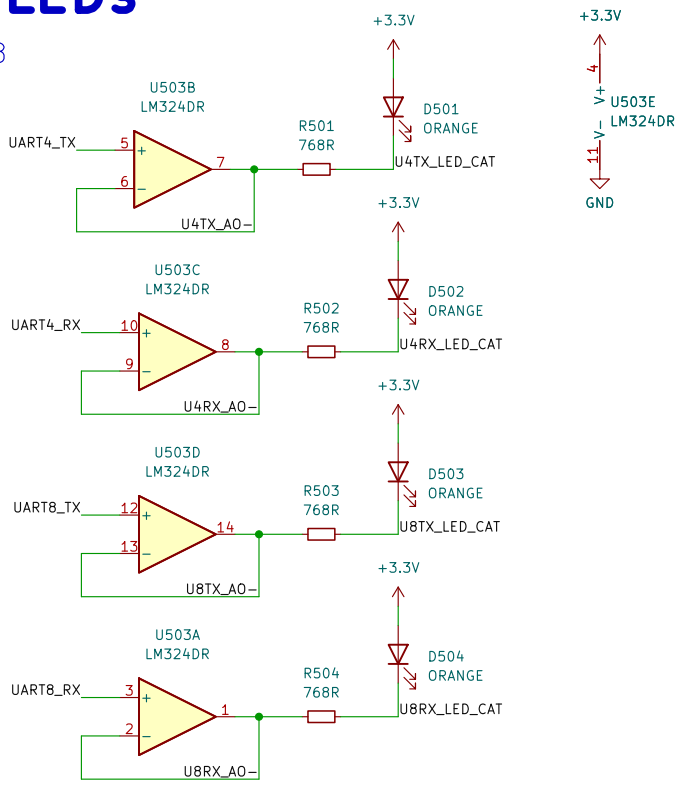 LEDs
+3.3V
+3.3V
4
V+
U503E
LM324DR
V-
11
GND
U503B
LM324DR
UART4_TX
5
+
6
-
7
U4TX_AO-
R501
768R
D501
ORANGE
U4TX_LED_CAT
+3.3V
U503C
LM324DR
UART4_RX
10
+
9
-
8
U4RX_AO-
R502
768R
D502
ORANGE
U4RX_LED_CAT
+3.3V
U503D
LM324DR
UART8_TX
12
+
13
-
14
U8TX_AO-
R503
768R
D503
ORANGE
U8TX_LED_CAT
+3.3V
U503A
LM324DR
UART8_RX
3
+
2
-
1
U8RX_AO-
R504
768R
D504
ORANGE
U8RX_LED_CAT